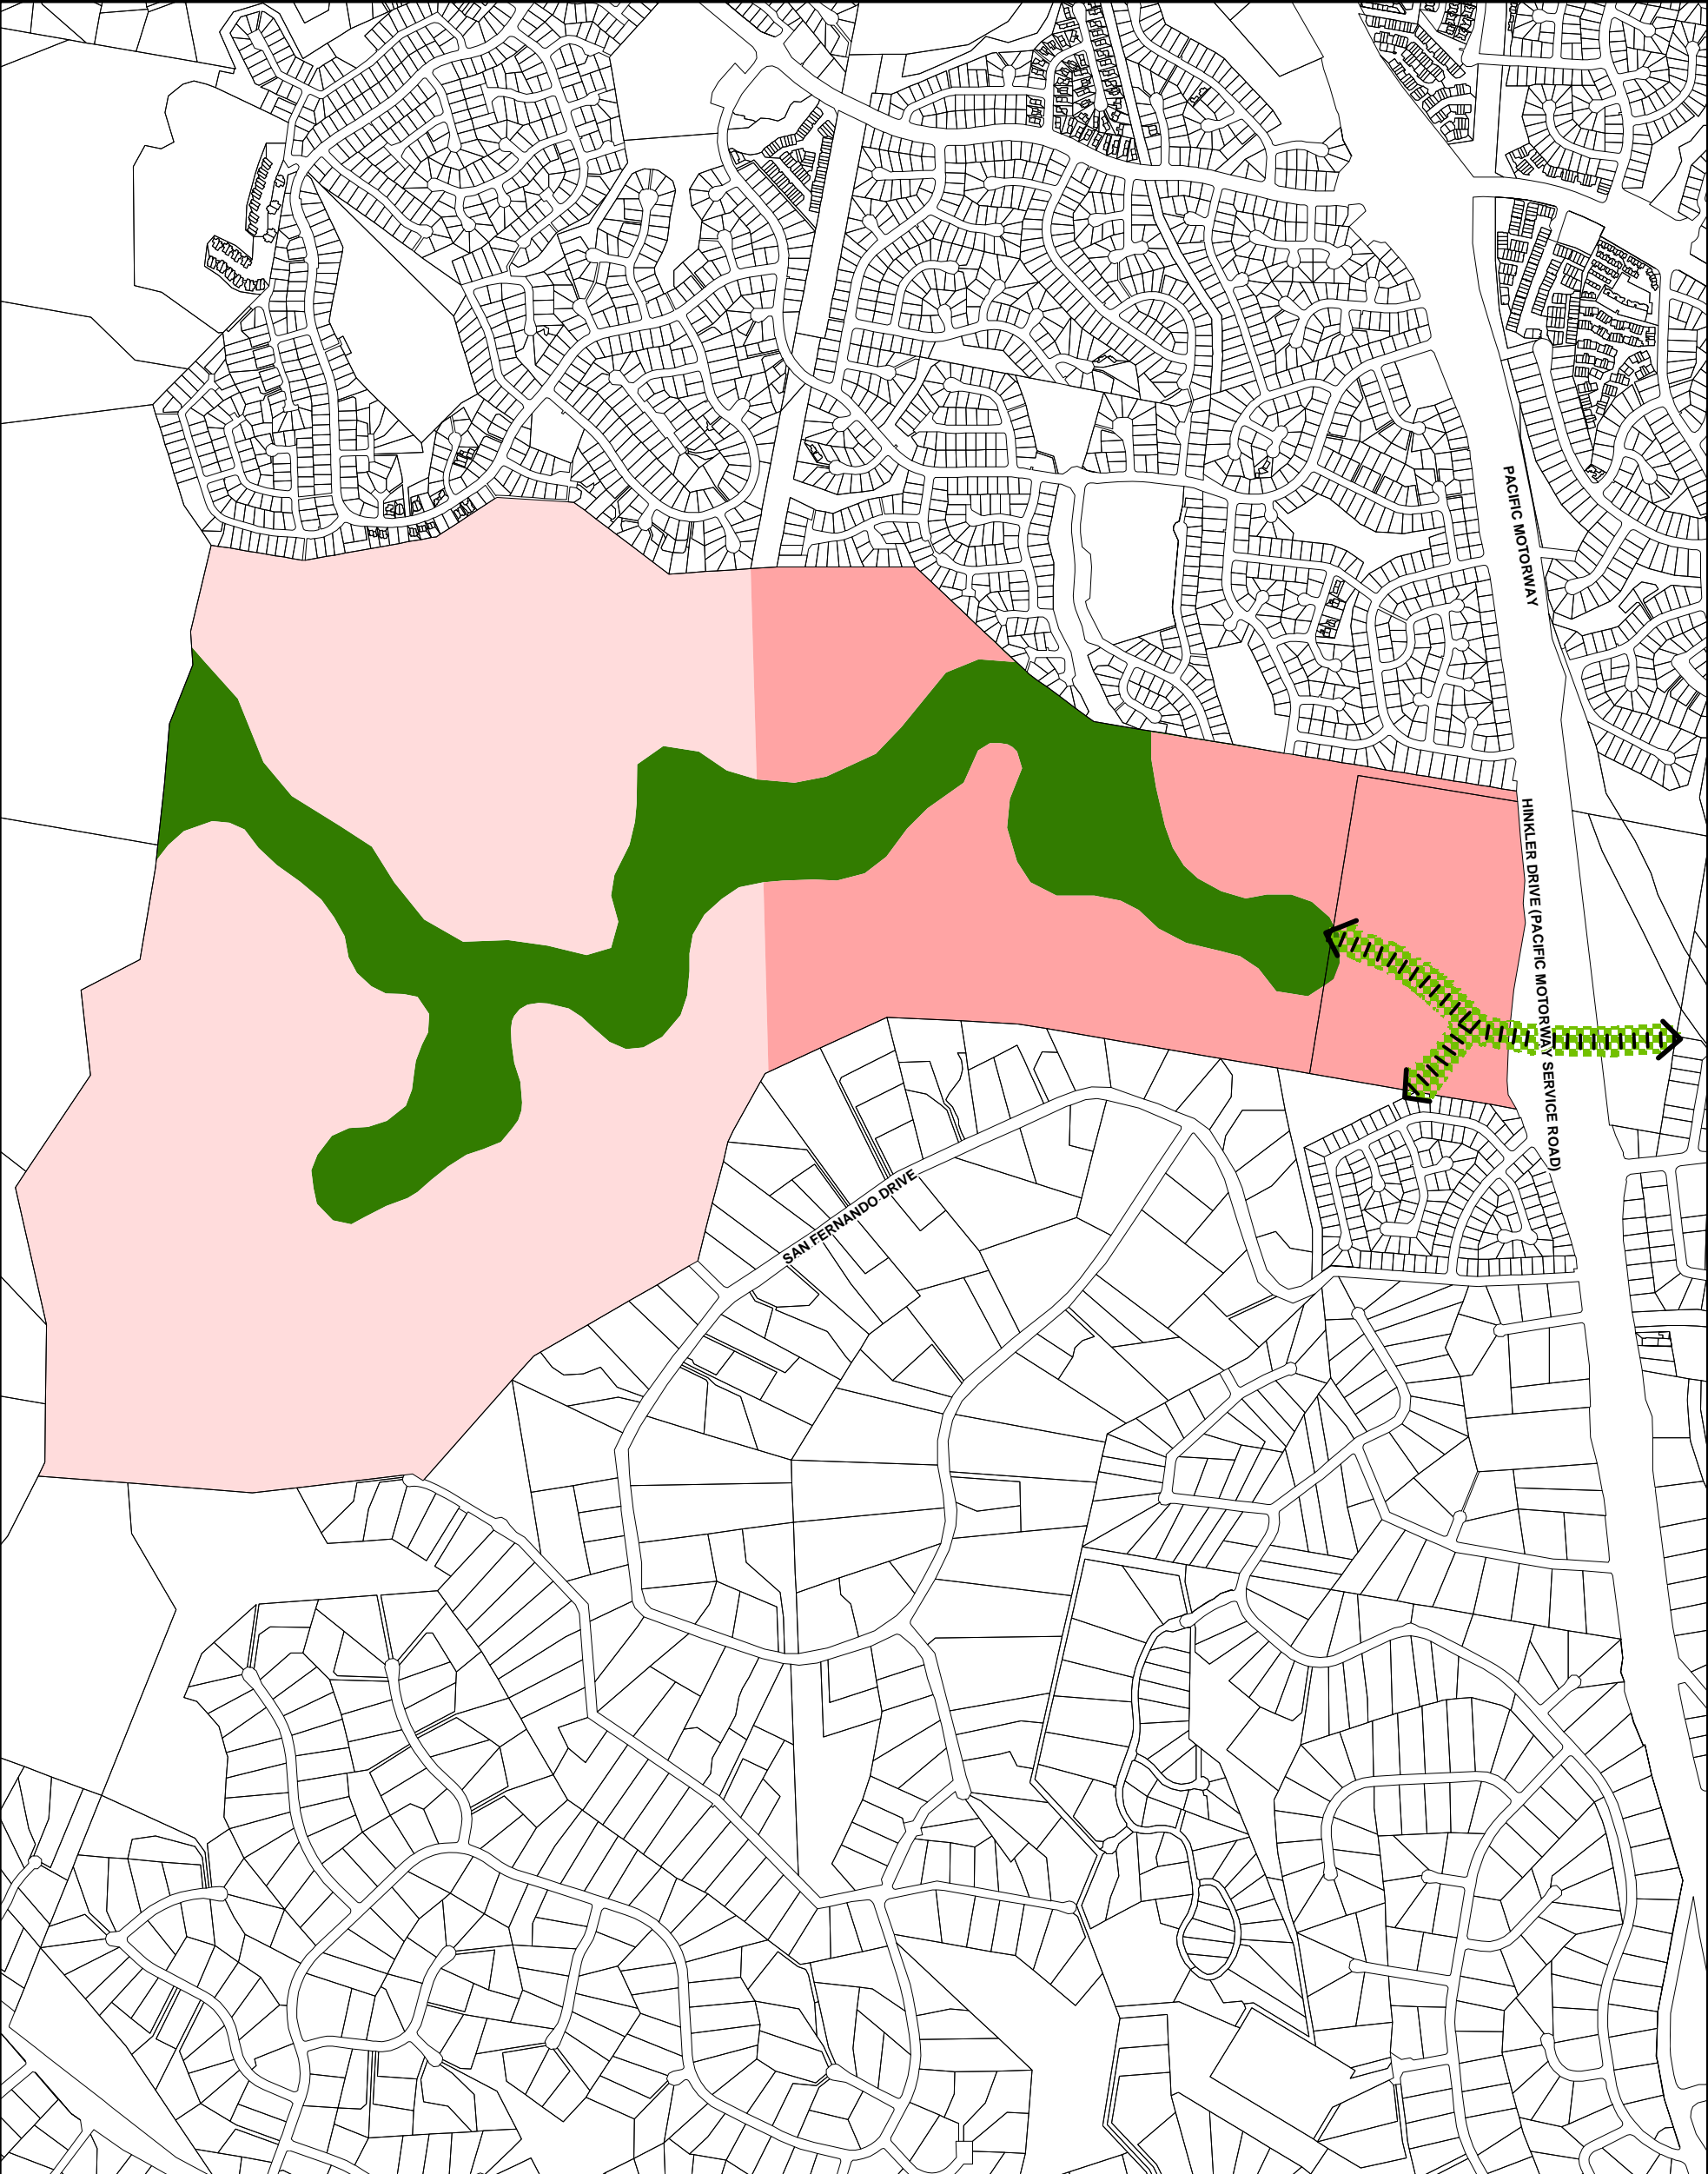 PACIFIC MOTORWAY
HINKLER DRIVE (PACIFIC MOTORWAY SERVICE ROAD)
SAN FERNANDO DRIVE